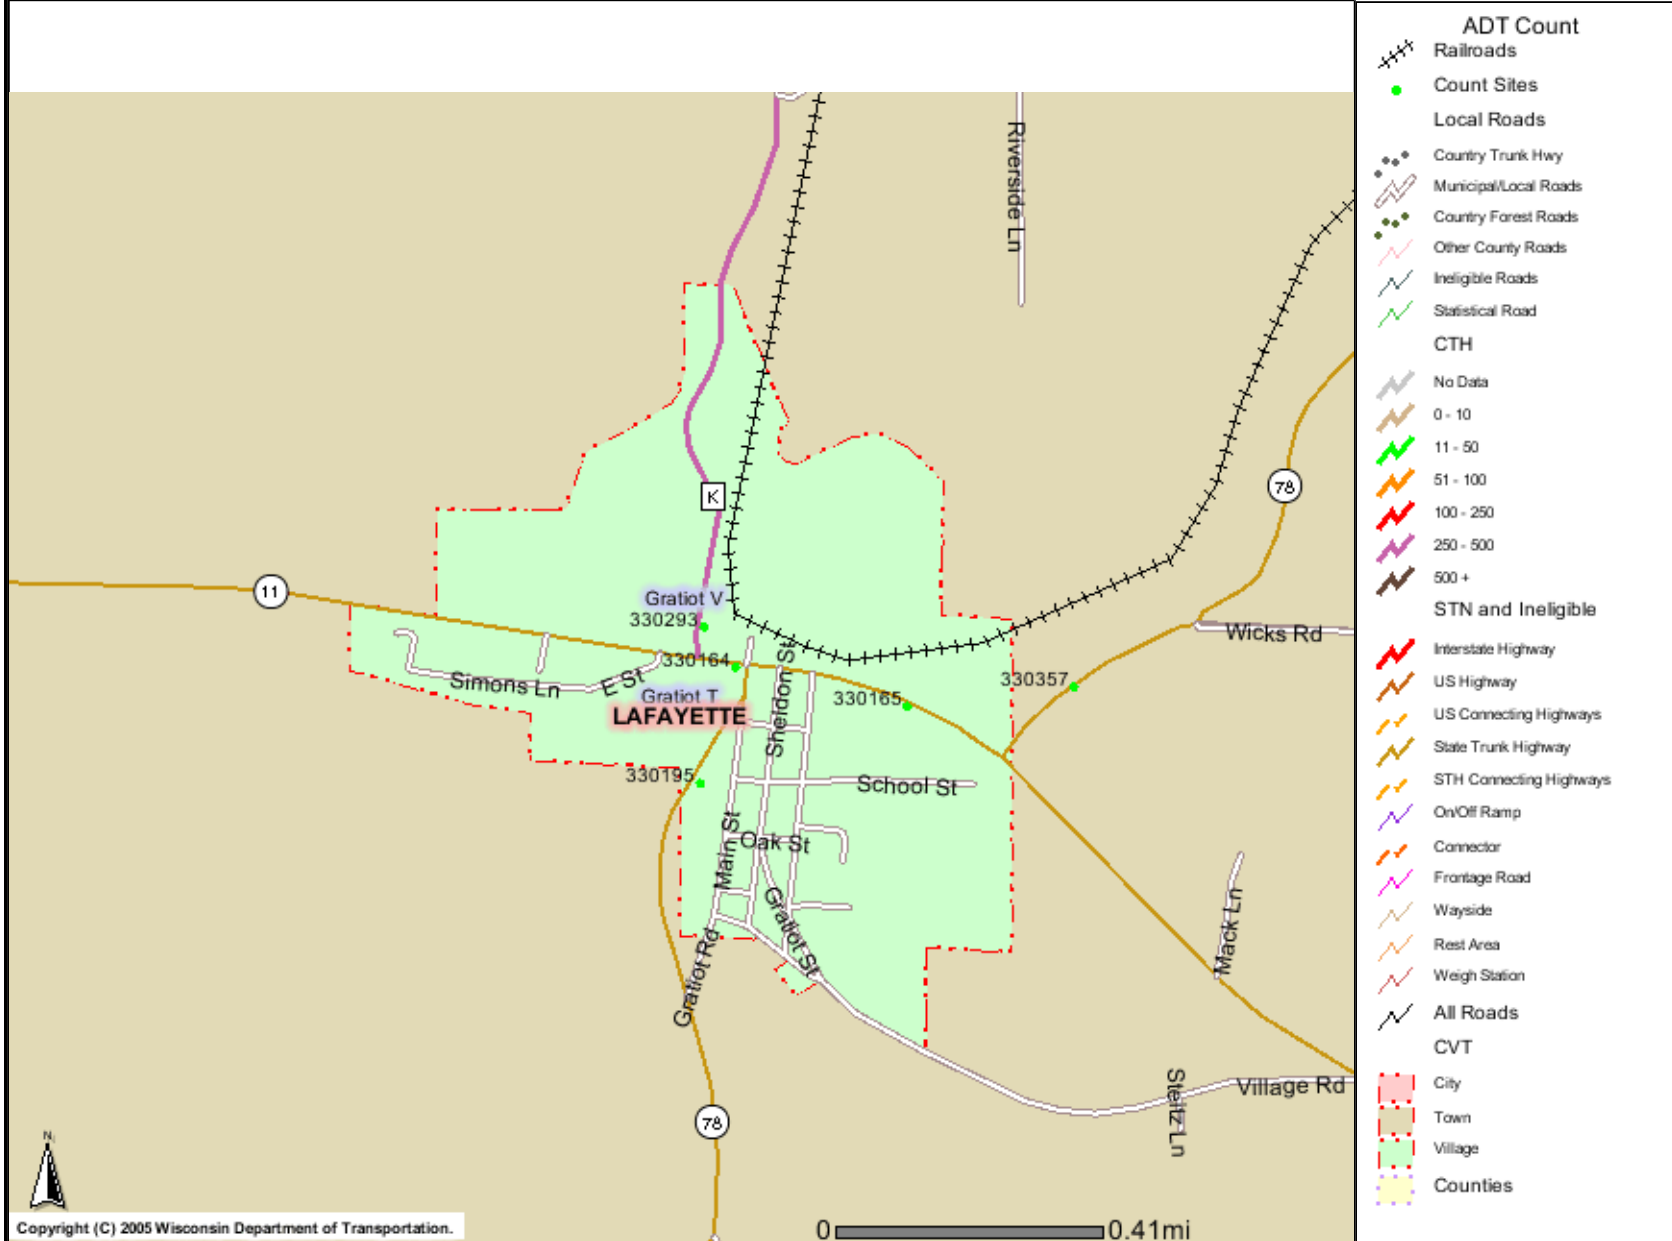 Riverside Ln
K
78
11
Gratiot V
330293
Wicks Rd
330164
Sheldon St
330357
Simons Ln
E St
Gratiot T
330165
LAFAYETTE
330195
School St
Main St
Oak St
Gratiot St
Gratiot Rd
Mack Ln
Steltz Ln
Village Rd
78
N
Copyright (C) 2005 Wisconsin Department of Transportation.
0 0.41mi
ADT Count
Railroads
Count Sites
Local Roads
Country Trunk Hwy
Municipal/Local Roads
Country Forest Roads
Other County Roads
Ineligible Roads
Statistical Road
CTH
No Data
0 - 10
11 - 50
51 - 100
100 - 250
250 - 500
500 +
STN and Ineligible
Interstate Highway
US Highway
US Connecting Highways
State Trunk Highway
STH Connecting Highways
On/Off Ramp
Connector
Frontage Road
Wayside
Rest Area
Weigh Station
All Roads
CVT
City
Town
Village
Counties